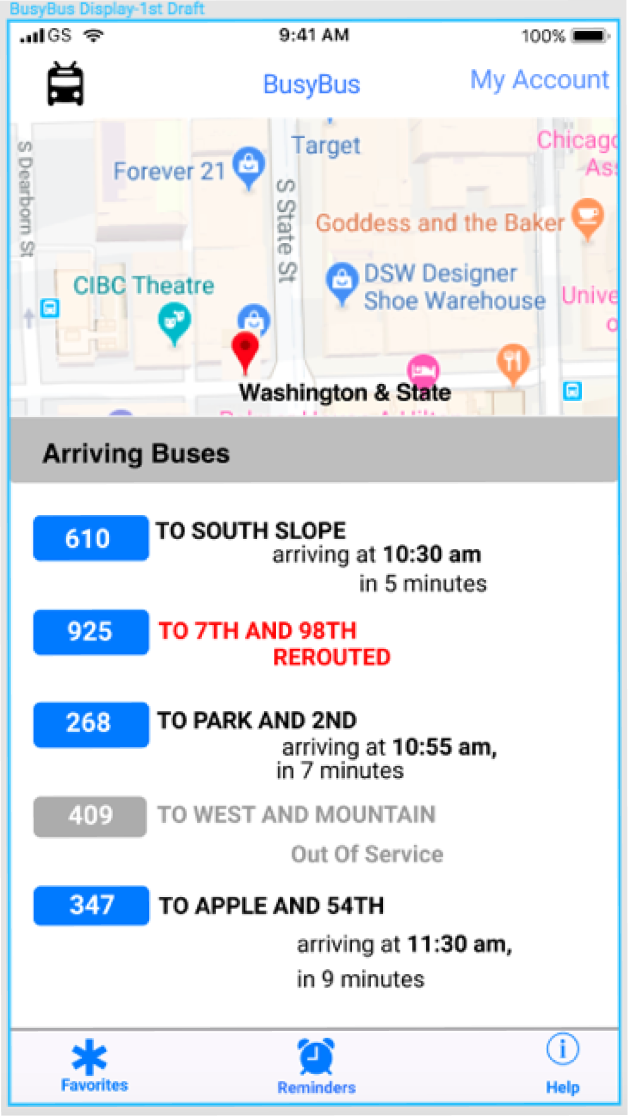 BusyBus Display-1st Draft
GS 9:41 AM 100%
BusyBus My Account
S Dearborn St
Forever 21
S State St
Target
Chicago
Ass
Goddess and the Baker
CIBC Theatre
DSW Designer
Shoe Warehouse
Unive
o
Washington & State
Arriving Buses
610 TO SOUTH SLOPE
arriving at 10:30 am
in 5 minutes
925 TO 7TH AND 98TH
REROUTED
268 TO PARK AND 2ND
arriving at 10:55 am,
in 7 minutes
409 TO WEST AND MOUNTAIN
Out Of Service
347 TO APPLE AND 54TH
arriving at 11:30 am,
in 9 minutes
Favorites Reminders Help